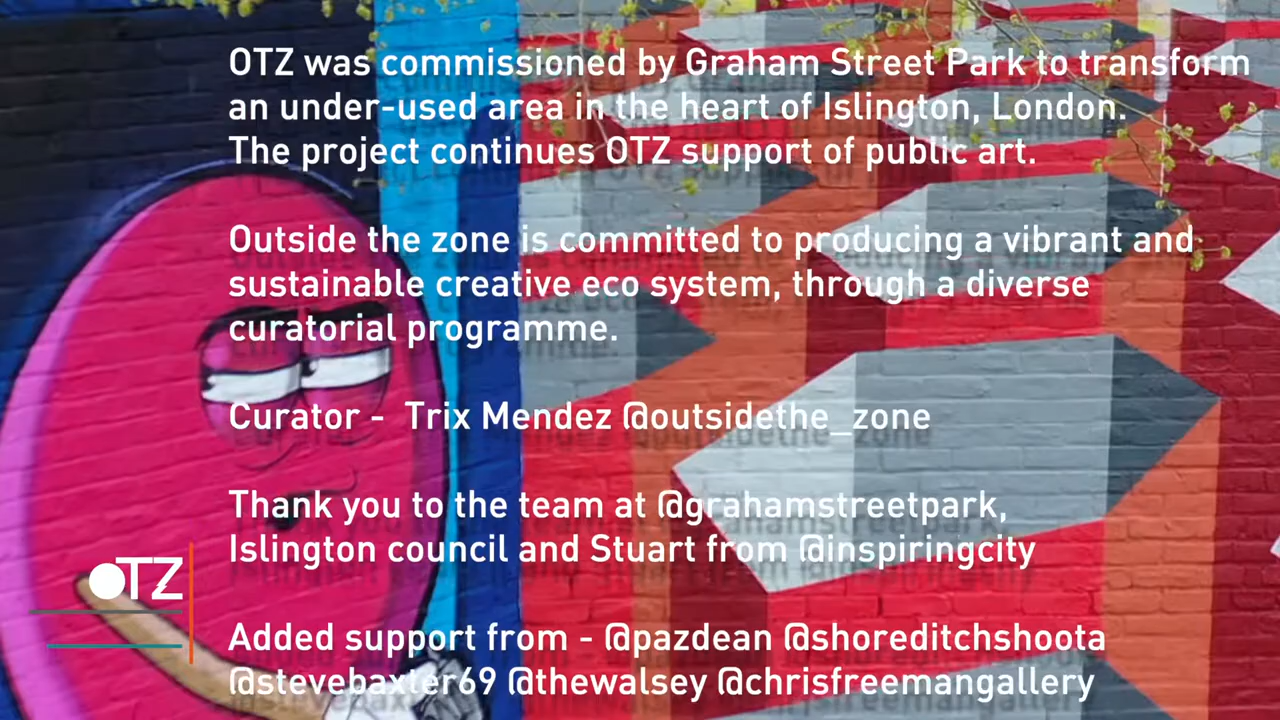 OTZ was commissioned by Graham Street Park to transform
an under-used area in the heart of Islington, London.
The project continues OTZ support of public art.
Outside the zone is committed to producing a vibrant and
sustainable creative eco system, through a diverse
curatorial programme.
Curator - Trix Mendez @outsidethe_zone
Thank you to the team at @grahamstreetpark,
Islington council and Stuart from @inspiringcity
OTZ
Added support from - @pazdean @shoreditchshoota
@stevebaxter69 @thewalsey @chrisfreemangallery